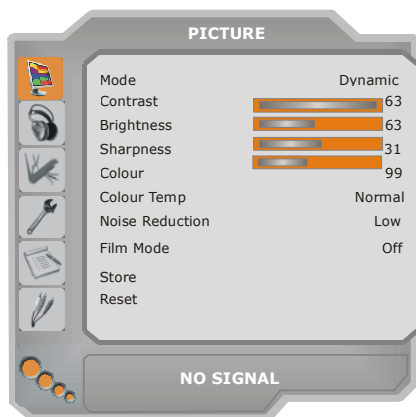 PICTURE
Mode Dynamic
Contrast 63
Brightness 63
Sharpness 31
Colour 99
Colour Temp Normal
Noise Reduction Low
Film Mode Off
Store
Reset
NO SIGNAL